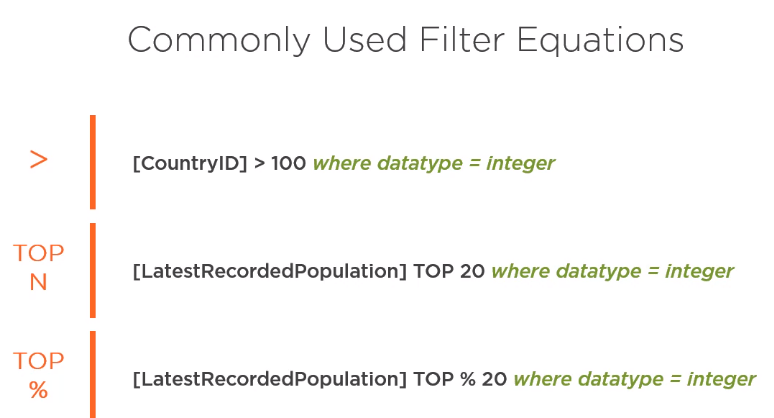 Commonly Used Filter Equations
>
[CountryID] > 100 where datatype = integer
TOP
N
[LatestRecordedPopulation] TOP 20 where datatype = integer
TOP
%
[LatestRecordedPopulation] TOP % 20 where datatype = integer